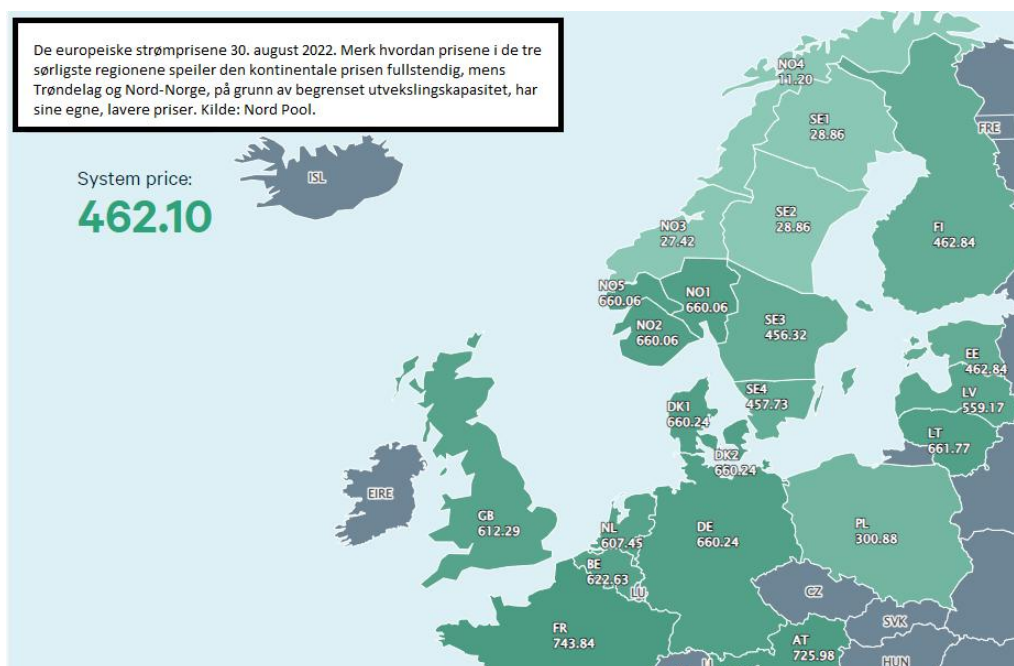 De europeiske strømprisene 30. august 2022. Merk hvordan prisene i de tre
sørligste regionene speiler den kontinentale prisen fullstendig, mens
Trøndelag og Nord-Norge, på grunn av begrenset utvekslingskapasitet, har
sine egne, lavere priser. Kilde: Nord Pool.
NO4
11.20
SE1
28.86
FRE
ISL
System price:
462.10
SE2
28.86
NO3
27.42
FI
462.84
NO5
660.06
NO1
660.06
NO2
660.06
SE3
456.32
EE
462.84
SE4
457.73
LV
559.17
DK1
660.24
LT
661.77
DK2
660.24
EIRE
GB
612.29
NL
607.45
DE
660.24
PL
300.88
BE
622.63
LU
CZ
SVK
FR
743.84
AT
725.98
LI
HUN